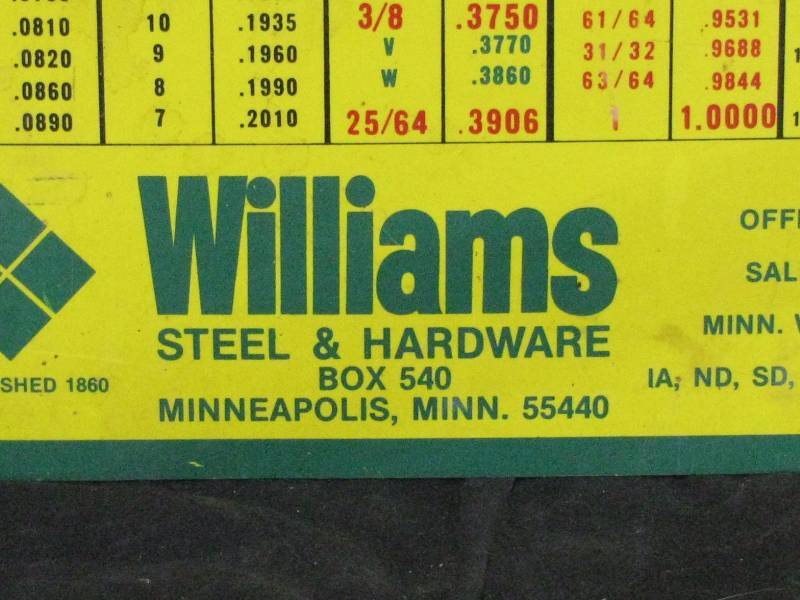 .0810 10 .1935 3/8 .3750 61/64 .9531
.0820 9 .1960 V .3770 31/32 .9688
.0860 8 .1990 W .3860 63/64 .9844
.0890 7 .2010 25/64 .3906 1 1.0000
Williams
STEEL & HARDWARE
BOX 540
MINNEAPOLIS, MINN. 55440
SHED 1860
OFF
SAL
MINN.
IA, ND, SD,